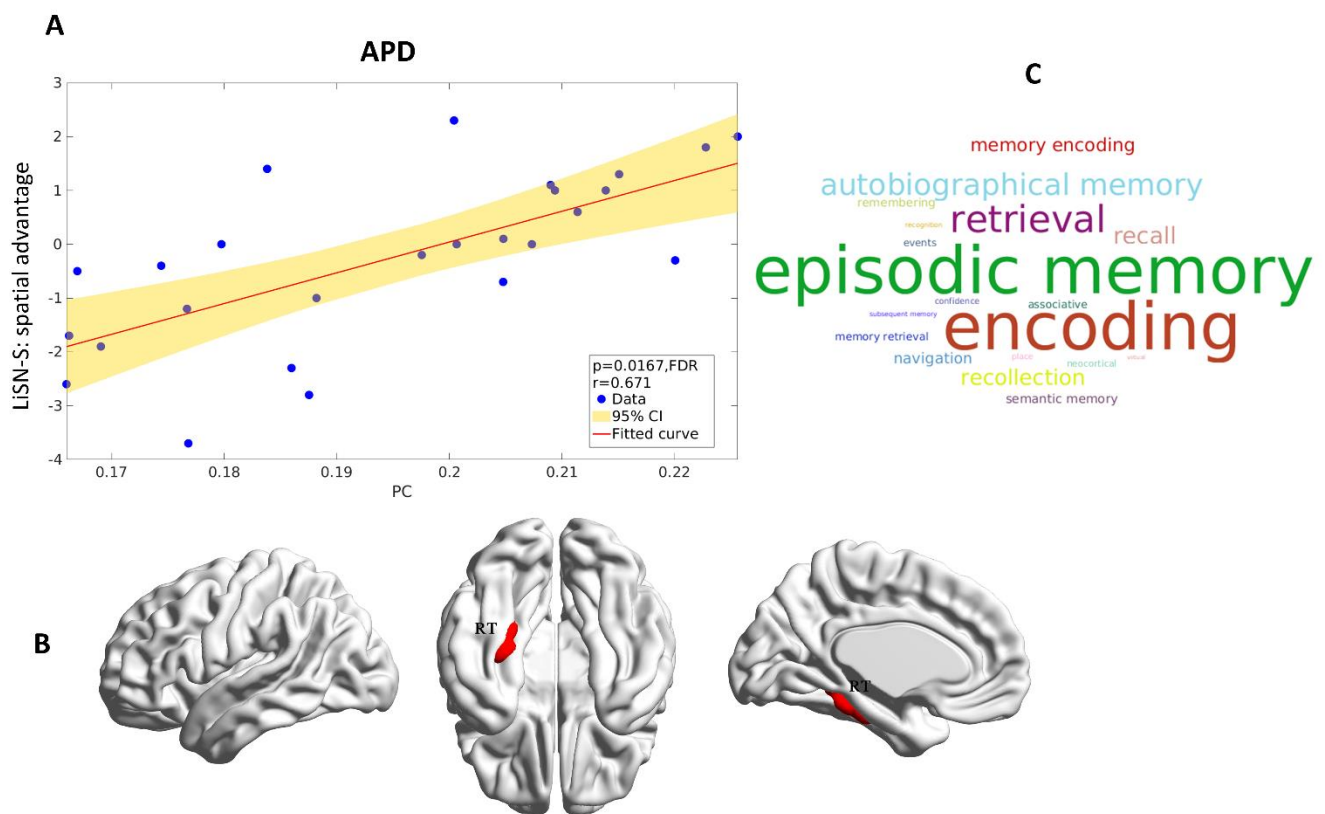 A
APD
C
3
2
1
0
-1
-2
-3
-4
LiSN-S: spatial advantage
0.17 0.18 0.19 0.2 0.21 0.22
PC
p=0.0167,FDR
r=0.671
Data
95% CI
Fitted curve
memory encoding
autobiographical memory
remembering
retrieval
recognition
recall
events
episodic memory
confidence
associative
subsequent memory
encoding
memory retrieval
navigation
place
neocortical
recollection
semantic memory
B
RT
RT